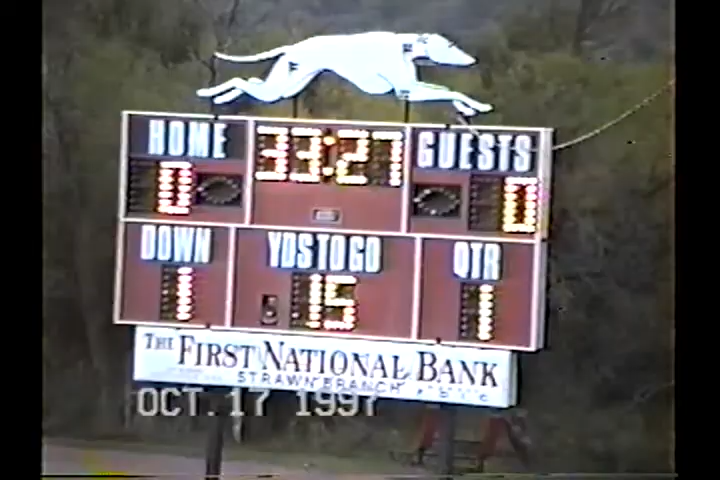 HOME 33:27 GUESTS
0 0
DOWN YDS TO GO QTR
1 15 1
THE FIRST NATIONAL BANK
STRAWN BRANCH
OCT. 17 1997